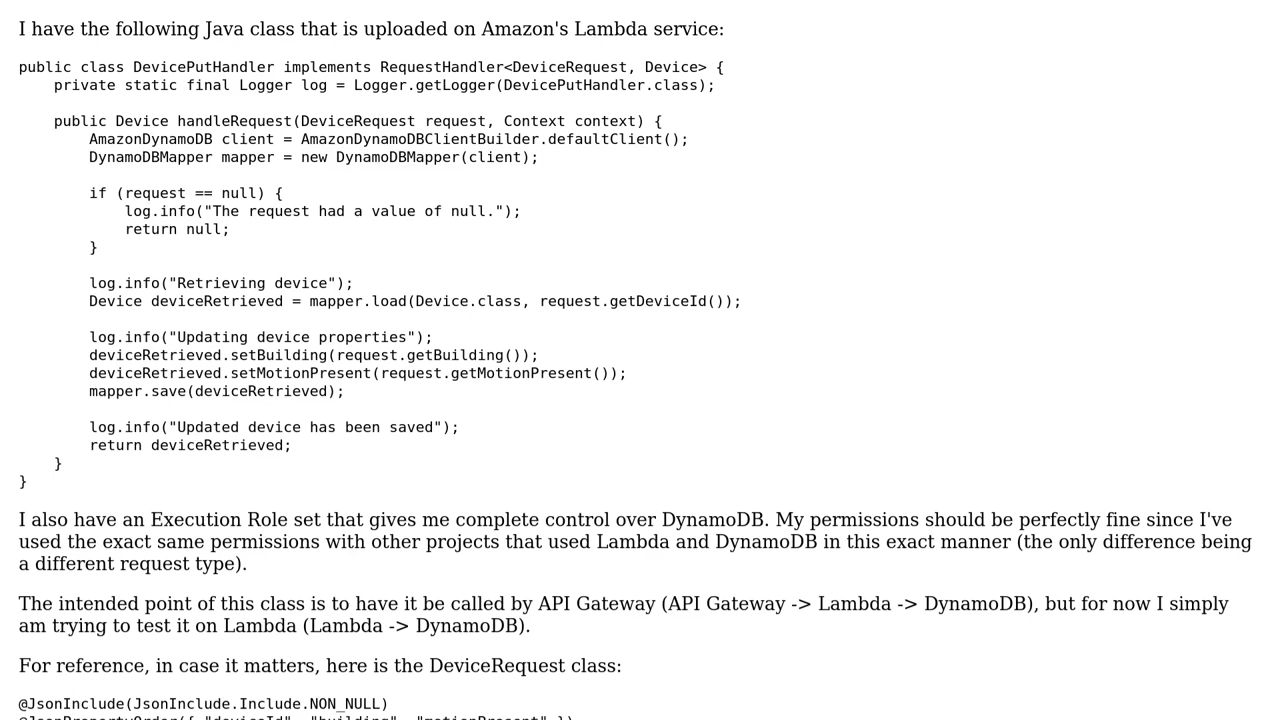 I have the following Java class that is uploaded on Amazon's Lambda service:
public class DevicePutHandler implements RequestHandler<DeviceRequest, Device> {
    private static final Logger log = Logger.getLogger(DevicePutHandler.class);
    public Device handleRequest(DeviceRequest request, Context context) {
        AmazonDynamoDB client = AmazonDynamoDBClientBuilder.defaultClient();
        DynamoDBMapper mapper = new DynamoDBMapper(client);
        if (request == null) {
            log.info("The request had a value of null.");
            return null;
        }
        log.info("Retrieving device");
        Device deviceRetrieved = mapper.load(Device.class, request.getDeviceId());
        log.info("Updating device properties");
        deviceRetrieved.setBuilding(request.getBuilding());
        deviceRetrieved.setMotionPresent(request.getMotionPresent());
        mapper.save(deviceRetrieved);
        log.info("Updated device has been saved");
        return deviceRetrieved;
    }
}
I also have an Execution Role set that gives me complete control over DynamoDB. My permissions should be perfectly fine since I've
used the exact same permissions with other projects that used Lambda and DynamoDB in this exact manner (the only difference being
a different request type).
The intended point of this class is to have it be called by API Gateway (API Gateway -> Lambda -> DynamoDB), but for now I simply
am trying to test it on Lambda (Lambda -> DynamoDB).
For reference, in case it matters, here is the DeviceRequest class:
@JsonInclude(JsonInclude.Include.NON_NULL)
@JsonPropertyOrder({ "deviceId", "building", "motionPresent" })